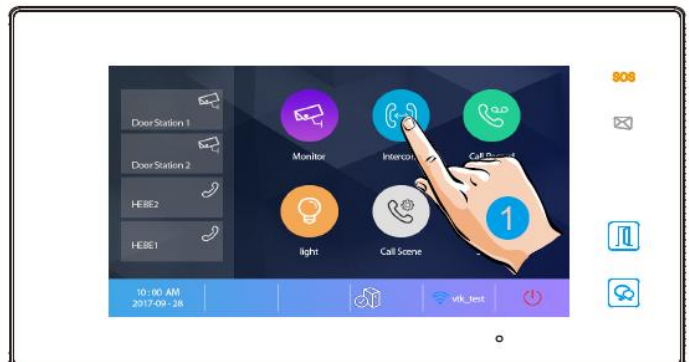 SOS
Door Station 1
Door Station 2
HEBE2
HEBE1
Monitor
Call
light
Call Scene
1
10:00 AM
2017-09-28
vtk_test